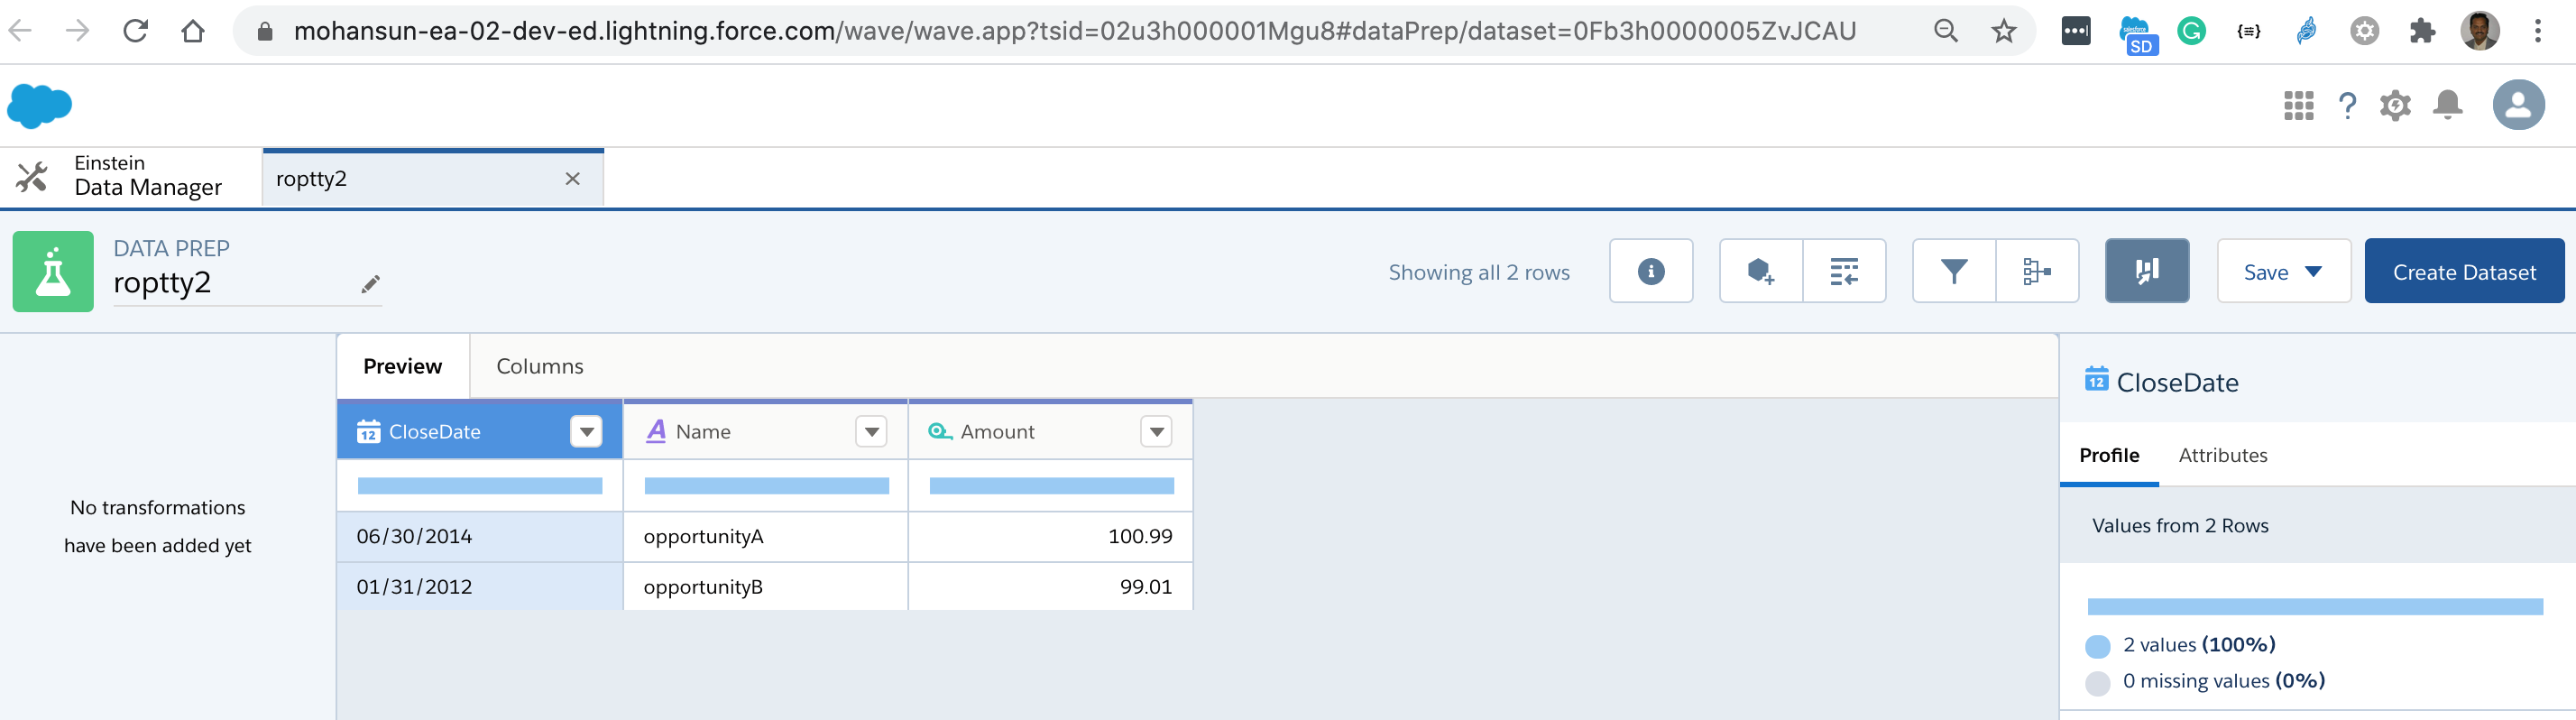 mohansun-ea-02-dev-ed.lightning.force.com/wave/wave.app?tsid=02u3h000001Mgu8#dataPrep/dataset=0Fb3h0000005ZvJCAU
SD
Einstein
Data Manager
roptty2
DATA PREP
roptty2
Showing all 2 rows
Save
Create Dataset
Preview
Columns
12 CloseDate
Name
Amount
06/30/2014
opportunityA
100.99
01/31/2012
opportunityB
99.01
No transformations
have been added yet
12 CloseDate
Profile
Attributes
Values from 2 Rows
2 values (100%)
0 missing values (0%)